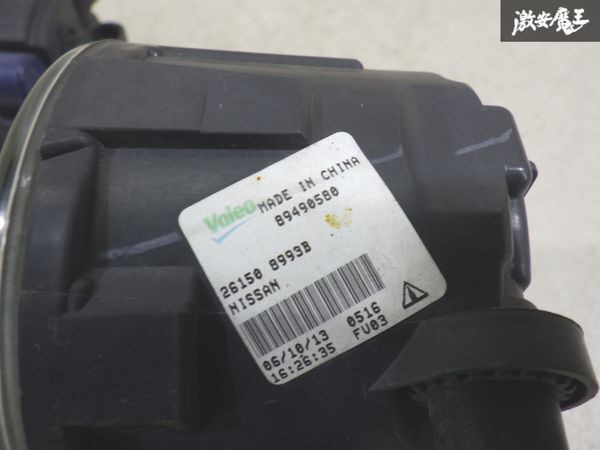 激安魔王
Valeo MADE IN CHINA
89490580
26150 8993B
NISSAN
06/10/13 0516
16:26:35 FU03